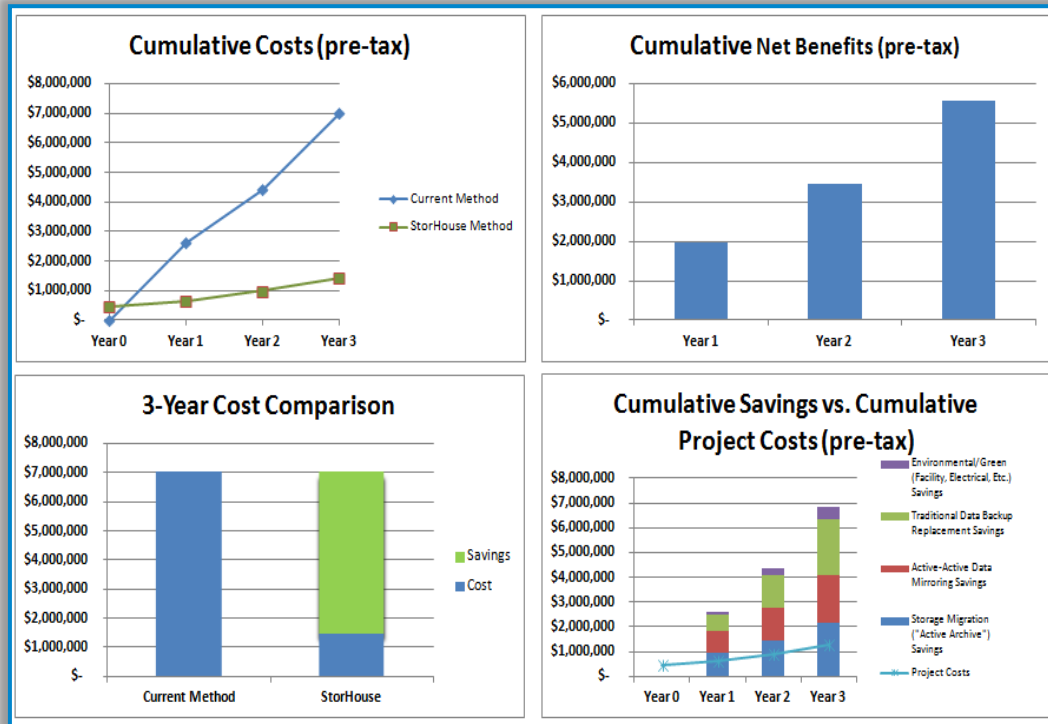 Cumulative Costs (pre-tax)
$8,000,000
$7,000,000
$6,000,000
$5,000,000
$4,000,000
$3,000,000
$2,000,000
$1,000,000
$-
Year 0 Year 1 Year 2 Year 3
Current Method
StorHouse Method
Cumulative Net Benefits (pre-tax)
$6,000,000
$5,000,000
$4,000,000
$3,000,000
$2,000,000
$1,000,000
$-
Year 1 Year 2 Year 3
3-Year Cost Comparison
$8,000,000
$7,000,000
$6,000,000
$5,000,000
$4,000,000
$3,000,000
$2,000,000
$1,000,000
$-
Current Method StorHouse
Savings
Cost
Cumulative Savings vs. Cumulative
Project Costs (pre-tax)
$8,000,000
$7,000,000
$6,000,000
$5,000,000
$4,000,000
$3,000,000
$2,000,000
$1,000,000
$-
Year 0 Year 1 Year 2 Year 3
Environmental/Green
(Facility, Electrical, Etc.)
Savings
Traditional Data Backup
Replacement Savings
Active-Active Data
Mirroring Savings
Storage Migration
("Active Archive")
Savings
Project Costs